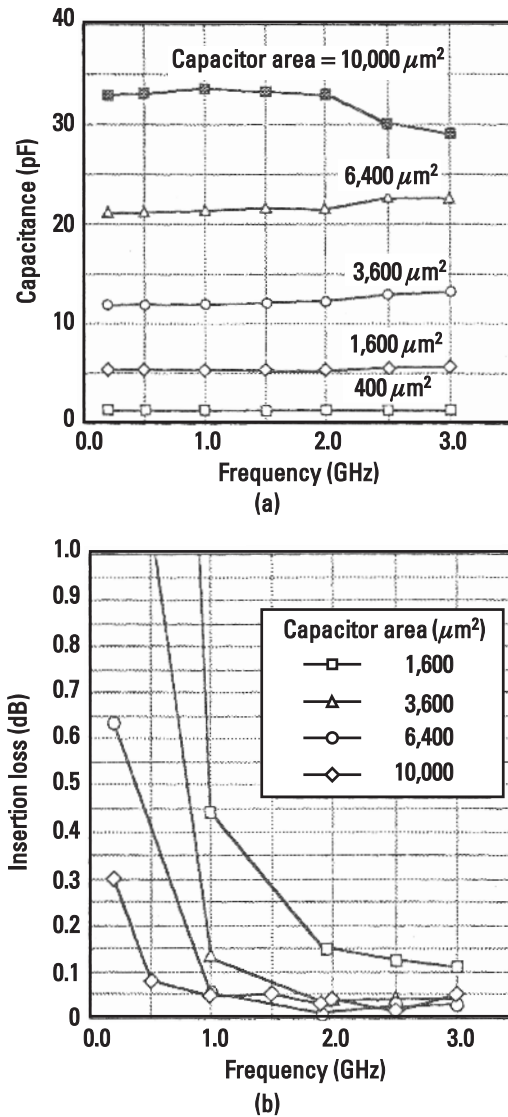 40
Capacitor area = 10,000 μm²
30
6,400 μm²
Capacitance (pF)
20
3,600 μm²
10
1,600 μm²
400 μm²
0
0.0 1.0 2.0 3.0
Frequency (GHz)
(a)
1.0
0.9
0.8
0.7
0.6
0.5
0.4
0.3
0.2
0.1
0
Insertion loss (dB)
Capacitor area (μm²)
1,600
3,600
6,400
10,000
0.0 1.0 2.0 3.0
Frequency (GHz)
(b)